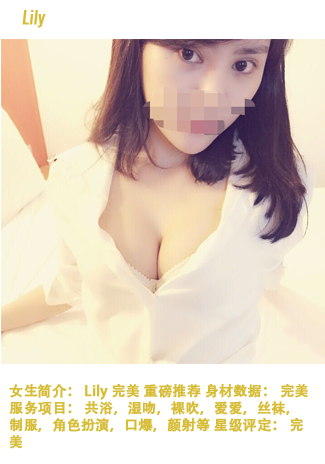 Lily
女生简介： Lily 完美 重磅推荐 身材数据： 完美
服务项目： 共浴， 湿吻， 裸吹， 爱爱， 丝袜，
制服， 角色扮演， 口爆， 颜射等 星级评定： 完
美